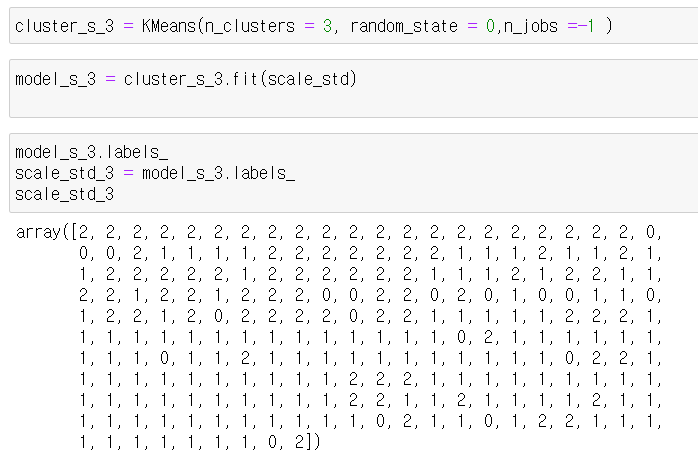 cluster_s_3 = KMeans(n_clusters = 3, random_state = 0,n_jobs =-1 )
model_s_3 = cluster_s_3.fit(scale_std)
model_s_3.labels_
scale_std_3 = model_s_3.labels_
scale_std_3
array([2, 2, 2, 2, 2, 2, 2, 2, 2, 2, 2, 2, 2, 2, 2, 2, 2, 2, 2, 2, 2, 0,
0, 0, 2, 1, 1, 1, 1, 2, 2, 2, 2, 2, 2, 2, 1, 1, 1, 2, 1, 1, 2, 1,
1, 2, 2, 2, 2, 2, 1, 2, 2, 2, 2, 2, 2, 1, 1, 1, 2, 1, 2, 2, 1, 1,
2, 2, 1, 2, 2, 1, 2, 2, 2, 0, 0, 2, 2, 0, 2, 0, 1, 0, 0, 1, 1, 0,
1, 2, 2, 1, 2, 0, 2, 2, 2, 2, 0, 2, 2, 1, 1, 1, 1, 1, 2, 2, 2, 1,
1, 1, 1, 1, 1, 1, 1, 1, 1, 1, 1, 1, 1, 1, 0, 2, 1, 1, 1, 1, 1, 1,
1, 1, 1, 0, 1, 1, 2, 1, 1, 1, 1, 1, 1, 1, 1, 1, 1, 1, 0, 2, 2, 1,
1, 1, 1, 1, 1, 1, 1, 1, 1, 1, 2, 2, 2, 1, 1, 1, 1, 1, 1, 1, 1, 1,
1, 1, 1, 1, 1, 1, 1, 1, 1, 1, 2, 2, 1, 1, 2, 1, 1, 1, 1, 2, 1, 1,
1, 1, 1, 1, 1, 1, 1, 1, 1, 1, 1, 0, 2, 1, 1, 0, 1, 2, 2, 1, 1, 1, 1,
1, 1, 1, 1, 1, 1, 1, 0, 2])